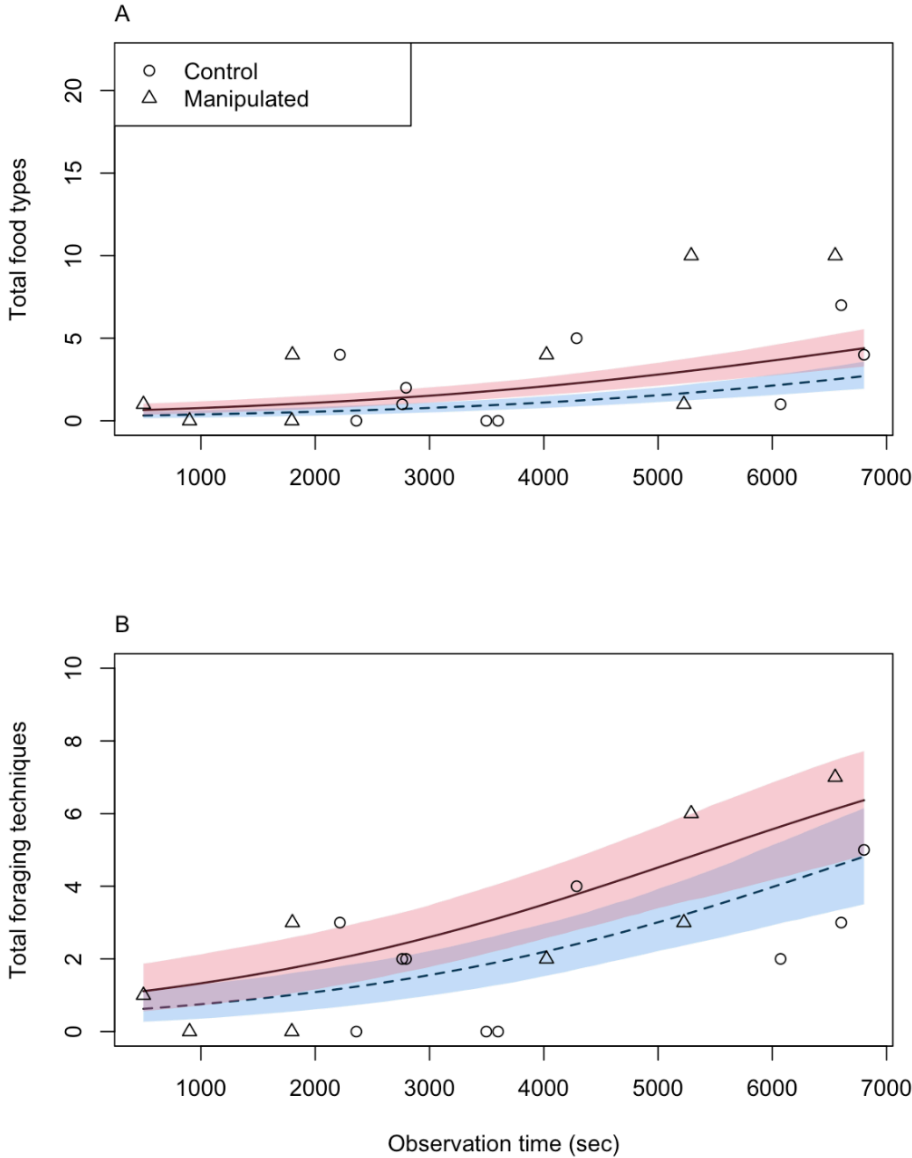 A
Control
Manipulated
Total food types
20
15
10
5
0
1000 2000 3000 4000 5000 6000 7000
B
Total foraging techniques
10
8
6
4
2
0
1000 2000 3000 4000 5000 6000 7000
Observation time (sec)